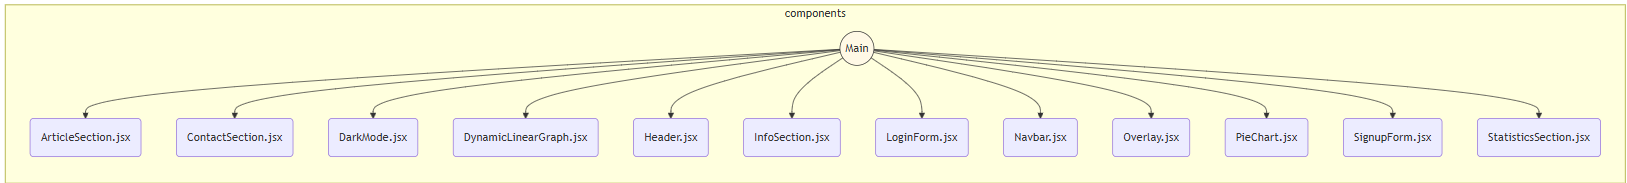 components
Main
ArticleSection.jsx
ContactSection.jsx
DarkMode.jsx
DynamicLinearGraph.jsx
Header.jsx
InfoSection.jsx
LoginForm.jsx
Navbar.jsx
Overlay.jsx
PieChart.jsx
SignupForm.jsx
StatisticsSection.jsx